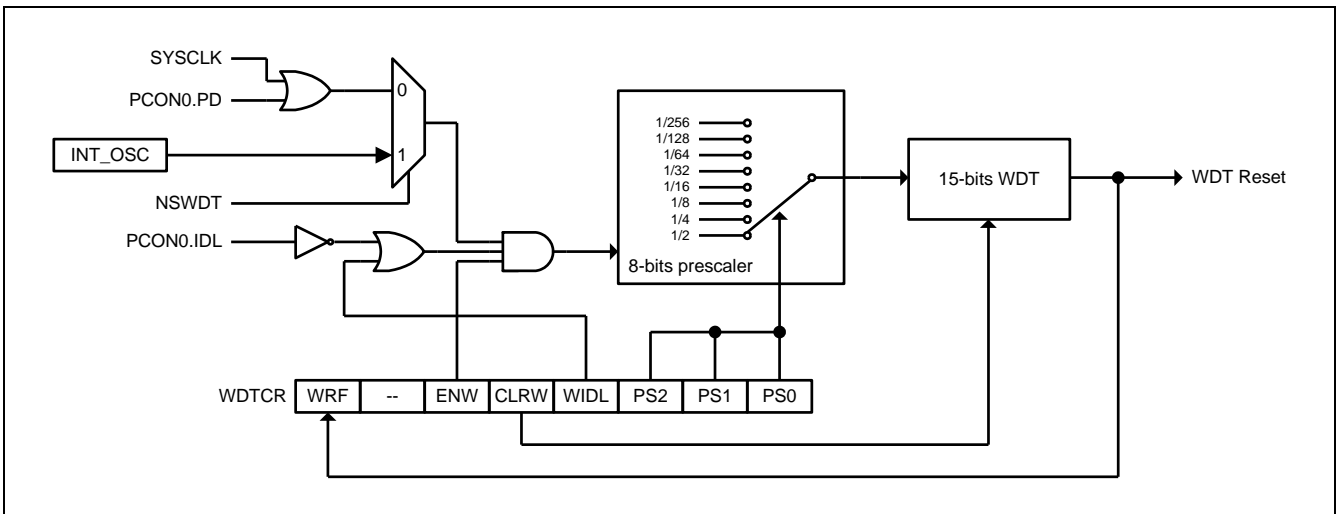 SYSCLK
PCON0.PD
0
INT_OSC
1
NSWDT
PCON0.IDL
1/256
1/128
1/64
1/32
1/16
1/8
1/4
1/2
8-bits prescaler
15-bits WDT
WDT Reset
WDTCR WRF -- ENW CLRW WIDL PS2 PS1 PS0